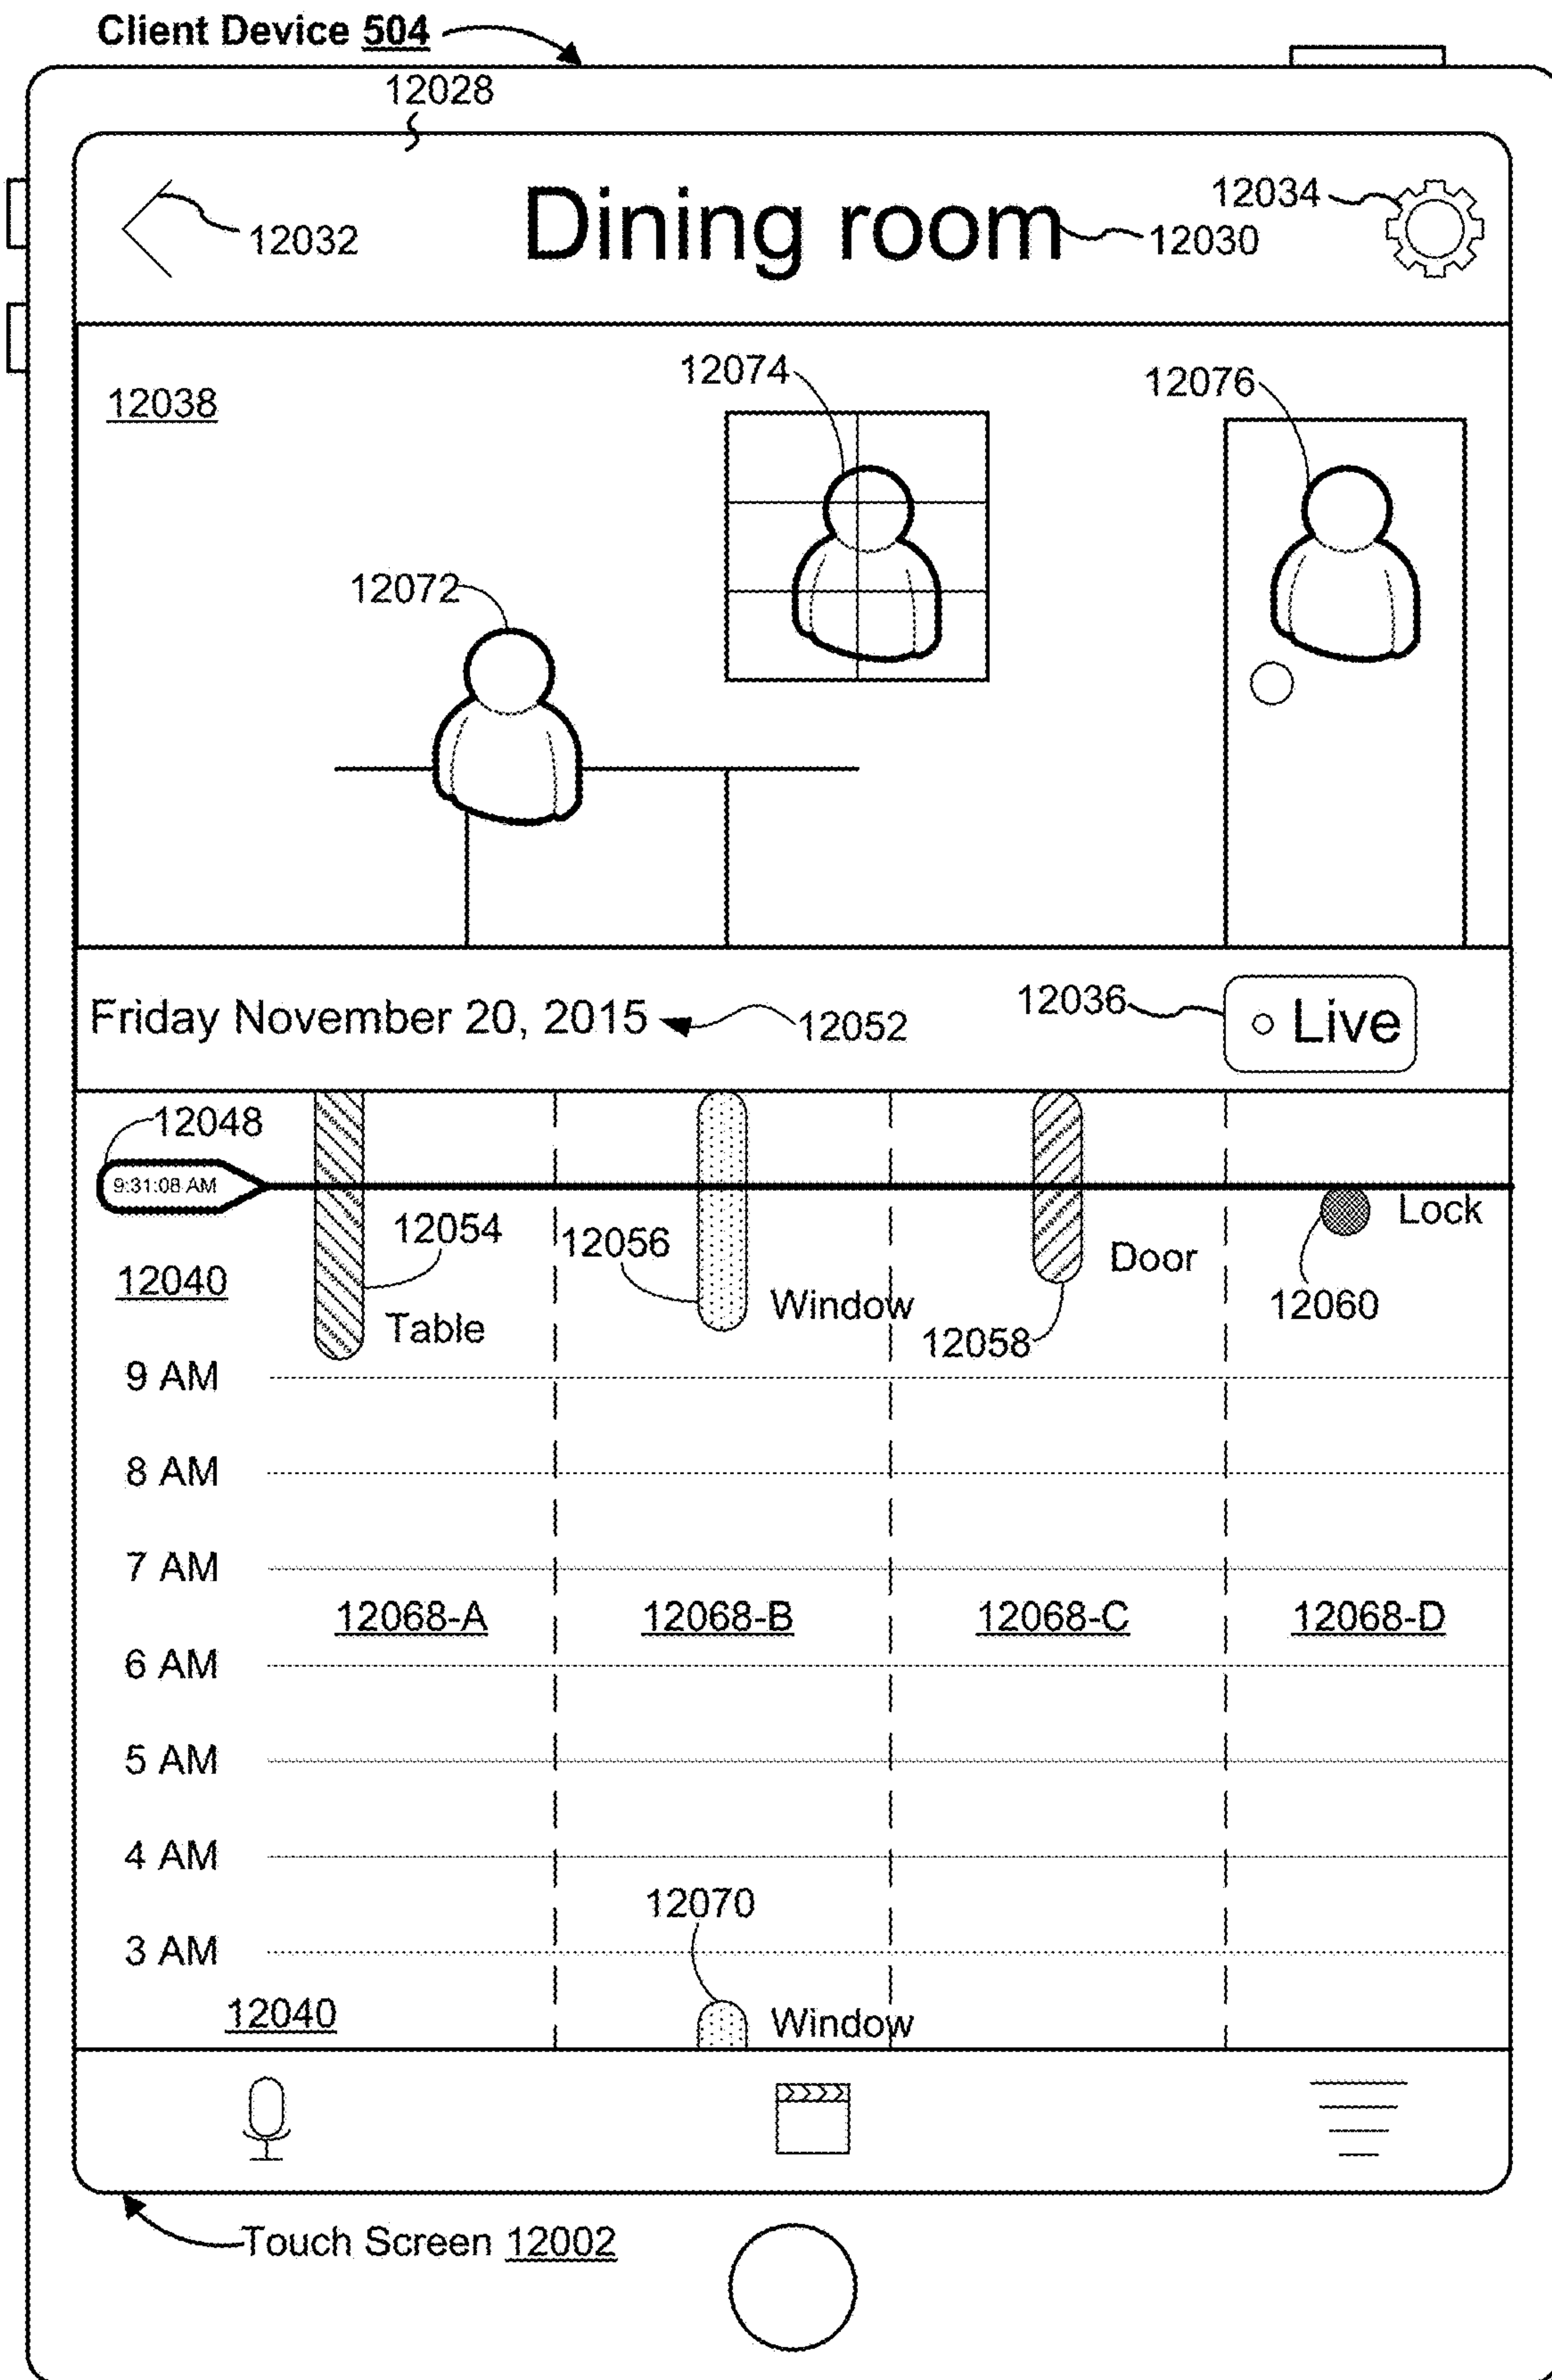 Client Device 504
12028
12034
Dining room
12032
12030
12074
12076
12038
12072
Friday November 20, 2015
12052
12036
Live
12048
9:31:08 AM
Lock
12054
12056
Door
12040
Window
12060
Table
12058
9 AM
8 AM
7 AM
12068-A
12068-B
12068-C
12068-D
6 AM
5 AM
4 AM
12070
3 AM
12040
Window
Touch Screen 12002